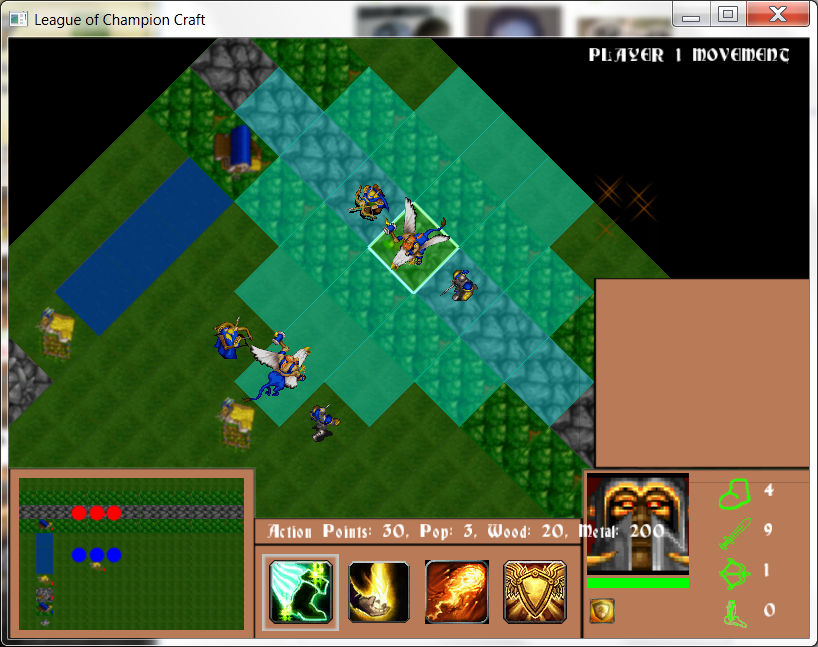 League of Champion Craft
PLAYER 1 MOVEMENT
Action Points: 30, Pop: 3, Wood: 20, Metal: 200
4
9
1
0